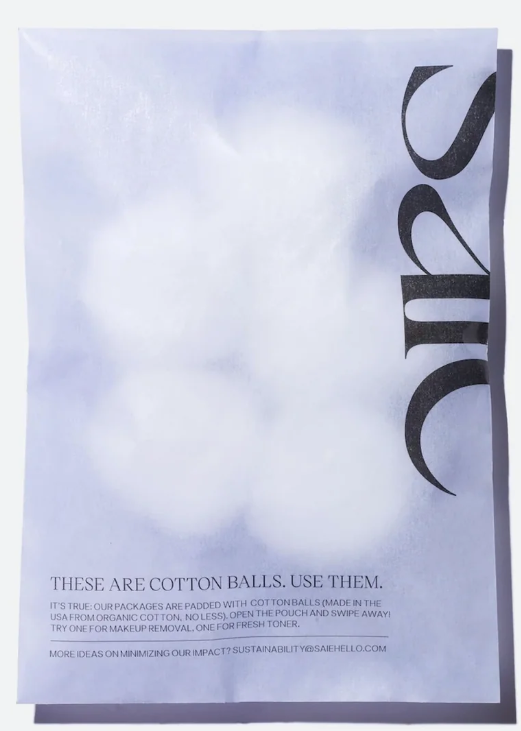 saie
THESE ARE COTTON BALLS. USE THEM.
IT'S TRUE: OUR PACKAGES ARE PADDED WITH COTTON BALLS (MADE IN THE
USA FROM ORGANIC COTTON, NO LESS). OPEN THE POUCH AND SWIPE AWAY!
TRY ONE FOR MAKEUP REMOVAL. ONE FOR FRESH TONER.
MORE IDEAS ON MINIMIZING OUR IMPACT? SUSTAINABILITY@SAIEHELLO.COM